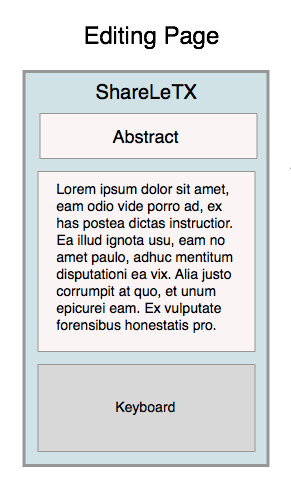 Editing Page
ShareLeTX
Abstract
Lorem ipsum dolor sit amet,
eam odio vide porro ad, ex
has postea dictas instructior.
Ea illud ignota usu, eam no
amet paulo, adhuc mentitum
disputationi ea vix. Alia justo
corrumpit at quo, et unum
epicurei eam. Ex vulputate
forensibus honestatis pro.
Keyboard